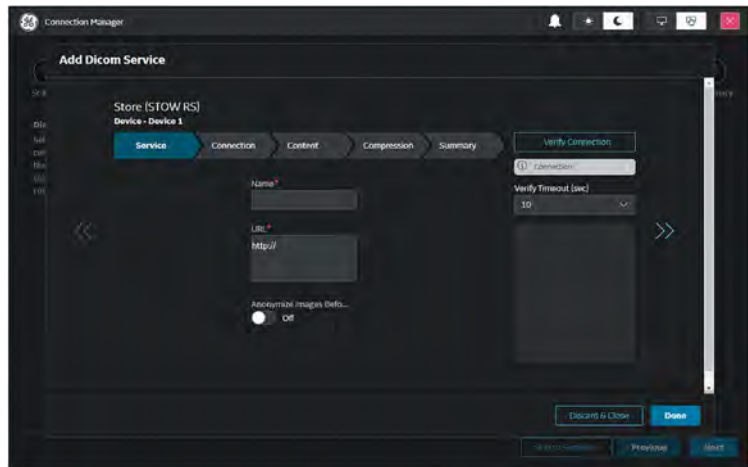 Connection Manager
Add Dicom Service
Store (STOW RS)
Device - Device 1
Service
Connection
Content
Compression
Summary
Verify Connection
Connection
Name*
Verify Timeout (sec)
10
URL*
http://
Anonymize Images Befo...
Off
Discard & Close
Done
Previous
Next